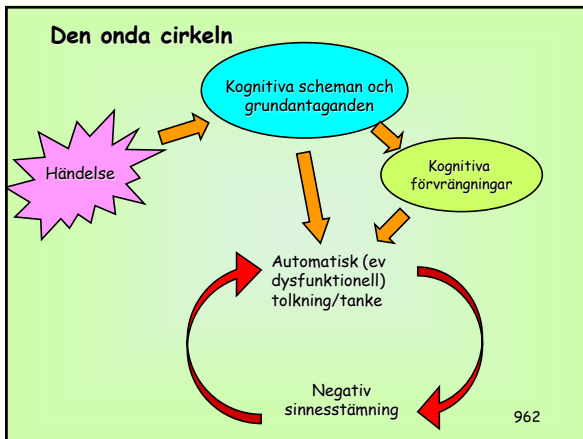 Den onda cirkeln
Kognitiva scheman och
grundantaganden
Händelse
Kognitiva
förvrängningar
Automatisk (ev
dysfunktionell)
tolkning/tanke
Negativ
sinnesstämning
962